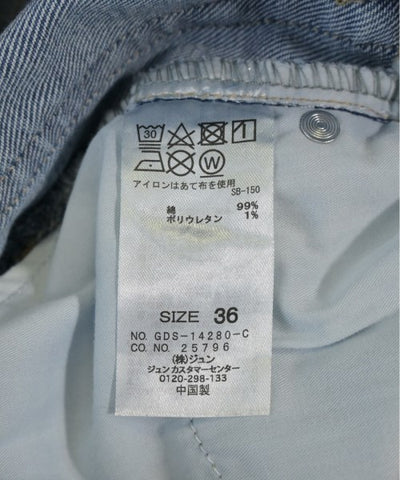 30
W
アイロンはあて布を使用
SB-150
綿 99%
ポリウレタン 1%
SIZE 36
NO. GDS-14280-C
CO. NO. 25796
(株)ジュン
ジュンカスタマーセンター
0120-298-133
中国製